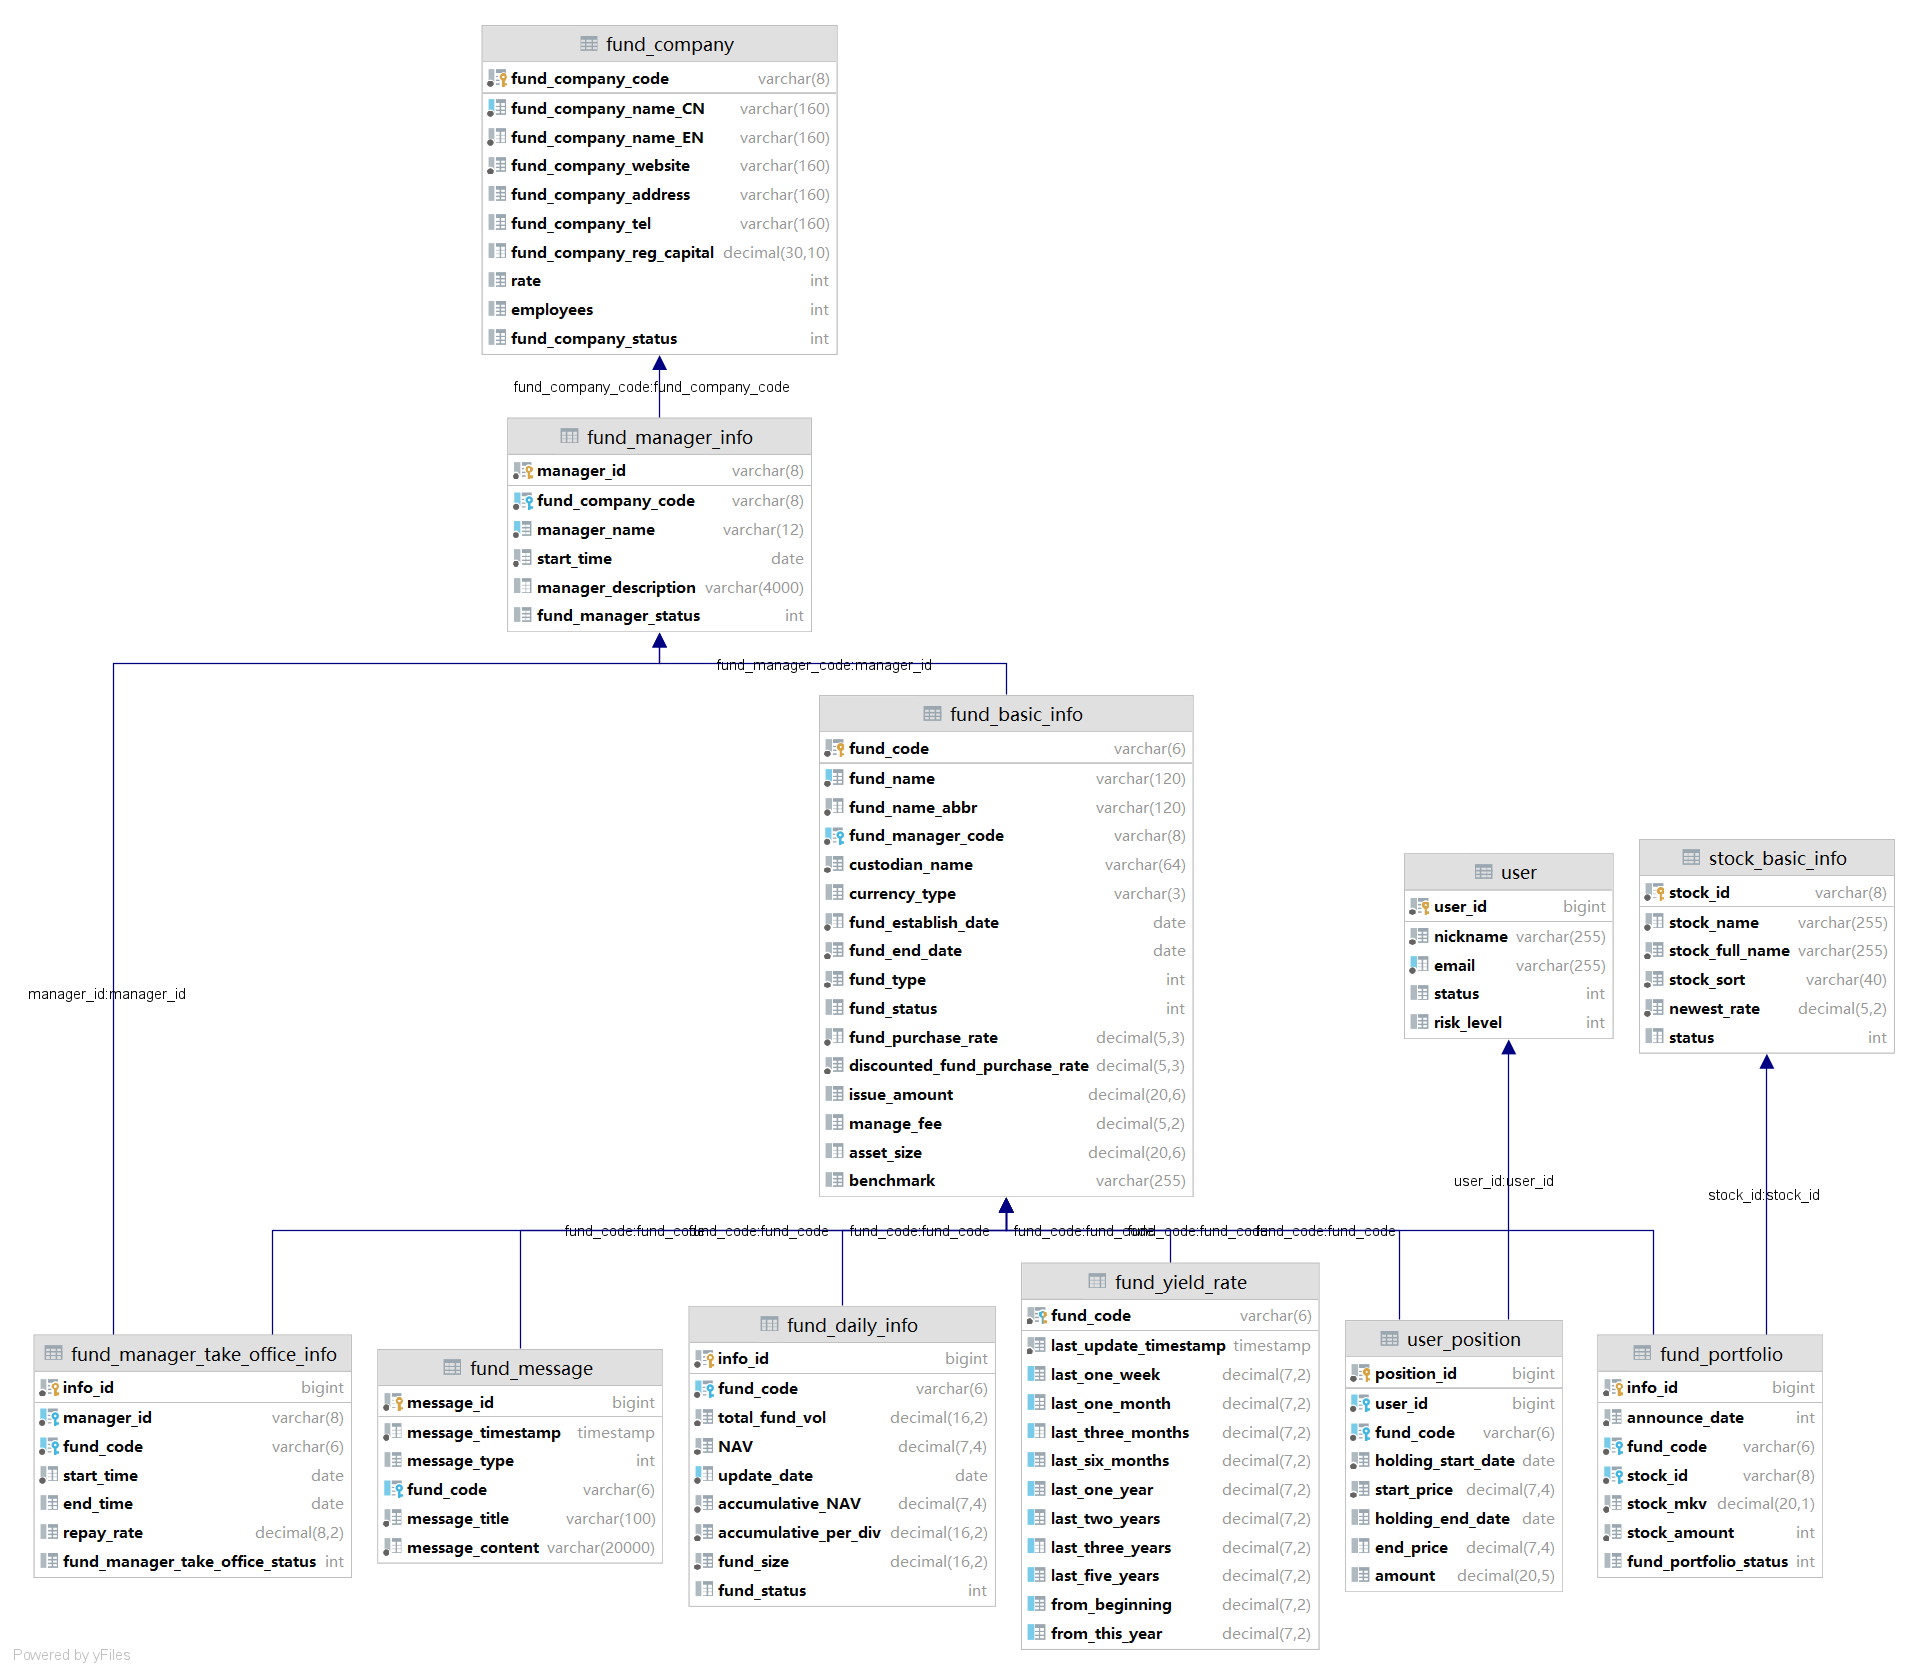 fund_company
fund_company_code varchar(8)
fund_company_name_CN varchar(160)
fund_company_name_EN varchar(160)
fund_company_website varchar(160)
fund_company_address varchar(160)
fund_company_tel varchar(160)
fund_company_reg_capital decimal(30,10)
rate int
employees int
fund_company_status int
fund_company_code:fund_company_code
fund_manager_info
manager_id varchar(8)
fund_company_code varchar(8)
manager_name varchar(12)
start_time date
manager_description varchar(4000)
fund_manager_status int
fund_manager_code:manager_id
fund_basic_info
fund_code varchar(6)
fund_name varchar(120)
fund_name_abbr varchar(120)
fund_manager_code varchar(8)
custodian_name varchar(64)
currency_type varchar(3)
fund_establish_date date
fund_end_date date
fund_type int
fund_status int
fund_purchase_rate decimal(5,3)
discounted_fund_purchase_rate decimal(5,3)
issue_amount decimal(20,6)
manage_fee decimal(5,2)
asset_size decimal(20,6)
benchmark varchar(255)
user
user_id bigint
nickname varchar(255)
email varchar(255)
status int
risk_level int
stock_basic_info
stock_id varchar(8)
stock_name varchar(255)
stock_full_name varchar(255)
stock_sort varchar(40)
newest_rate decimal(5,2)
status int
manager_id:manager_id
user_id:user_id
stock_id:stock_id
fund_code:fund_code
fund_code:fund_code
fund_code:fund_code
fund_code:fund_code
fund_code:fund_code
fund_code:fund_code
fund_manager_take_office_info
info_id bigint
manager_id varchar(8)
fund_code varchar(6)
start_time date
end_time date
repay_rate decimal(8,2)
fund_manager_take_office_status int
fund_message
message_id bigint
message_timestamp timestamp
message_type int
fund_code varchar(6)
message_title varchar(100)
message_content varchar(20000)
fund_daily_info
info_id bigint
fund_code varchar(6)
total_fund_vol decimal(16,2)
NAV decimal(7,4)
update_date date
accumulative_NAV decimal(7,4)
accumulative_per_div decimal(16,2)
fund_size decimal(16,2)
fund_status int
fund_yield_rate
fund_code varchar(6)
last_update_timestamp timestamp
last_one_week decimal(7,2)
last_one_month decimal(7,2)
last_three_months decimal(7,2)
last_six_months decimal(7,2)
last_one_year decimal(7,2)
last_two_years decimal(7,2)
last_three_years decimal(7,2)
last_five_years decimal(7,2)
from_beginning decimal(7,2)
from_this_year decimal(7,2)
user_position
position_id bigint
user_id bigint
fund_code varchar(6)
holding_start_date date
start_price decimal(7,4)
holding_end_date date
end_price decimal(7,4)
amount decimal(20,5)
fund_portfolio
info_id bigint
announce_date int
fund_code varchar(6)
stock_id varchar(8)
stock_mkv decimal(20,1)
stock_amount int
fund_portfolio_status int
Powered by yFiles